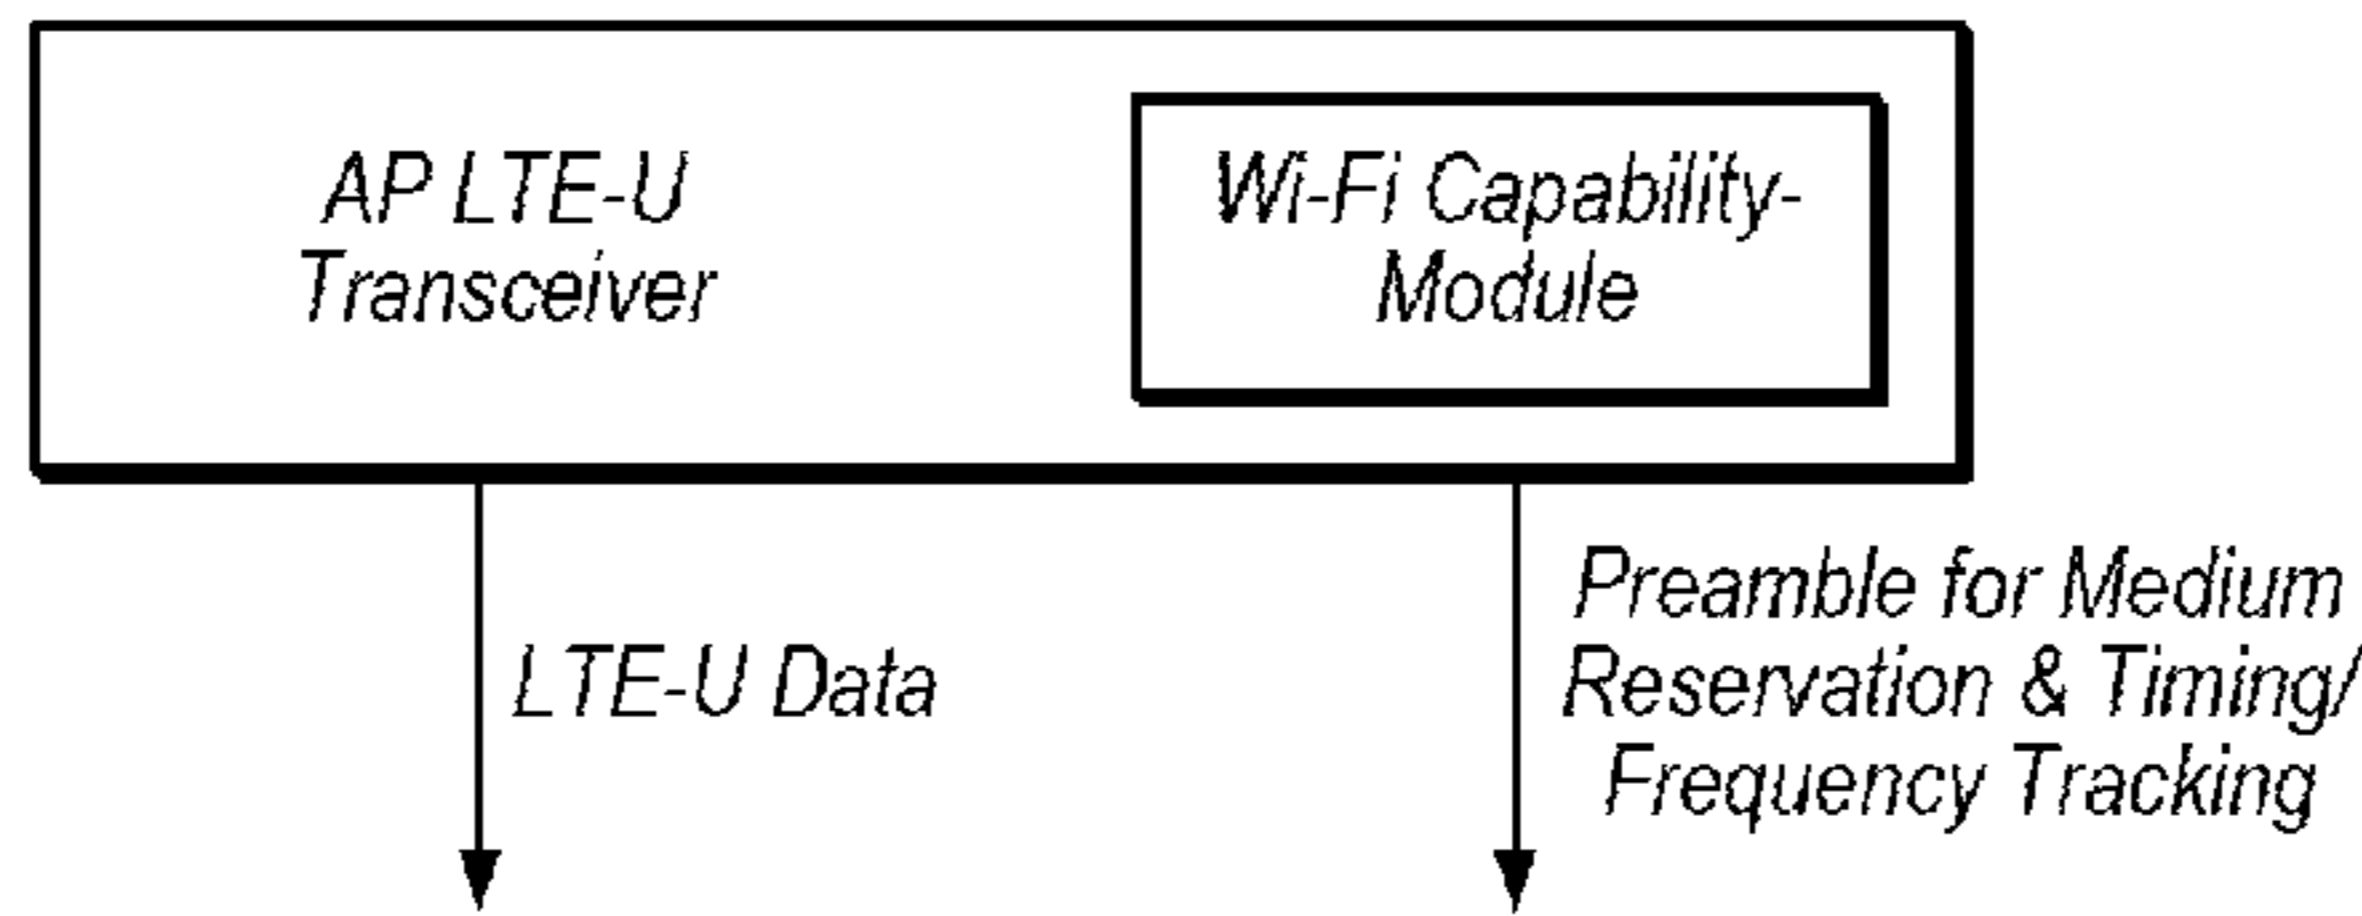 AP LTE-U
Transceiver
Wi-Fi Capability-
Module
LTE-U Data
Preamble for Medium
Reservation & Timing/
Frequency Tracking